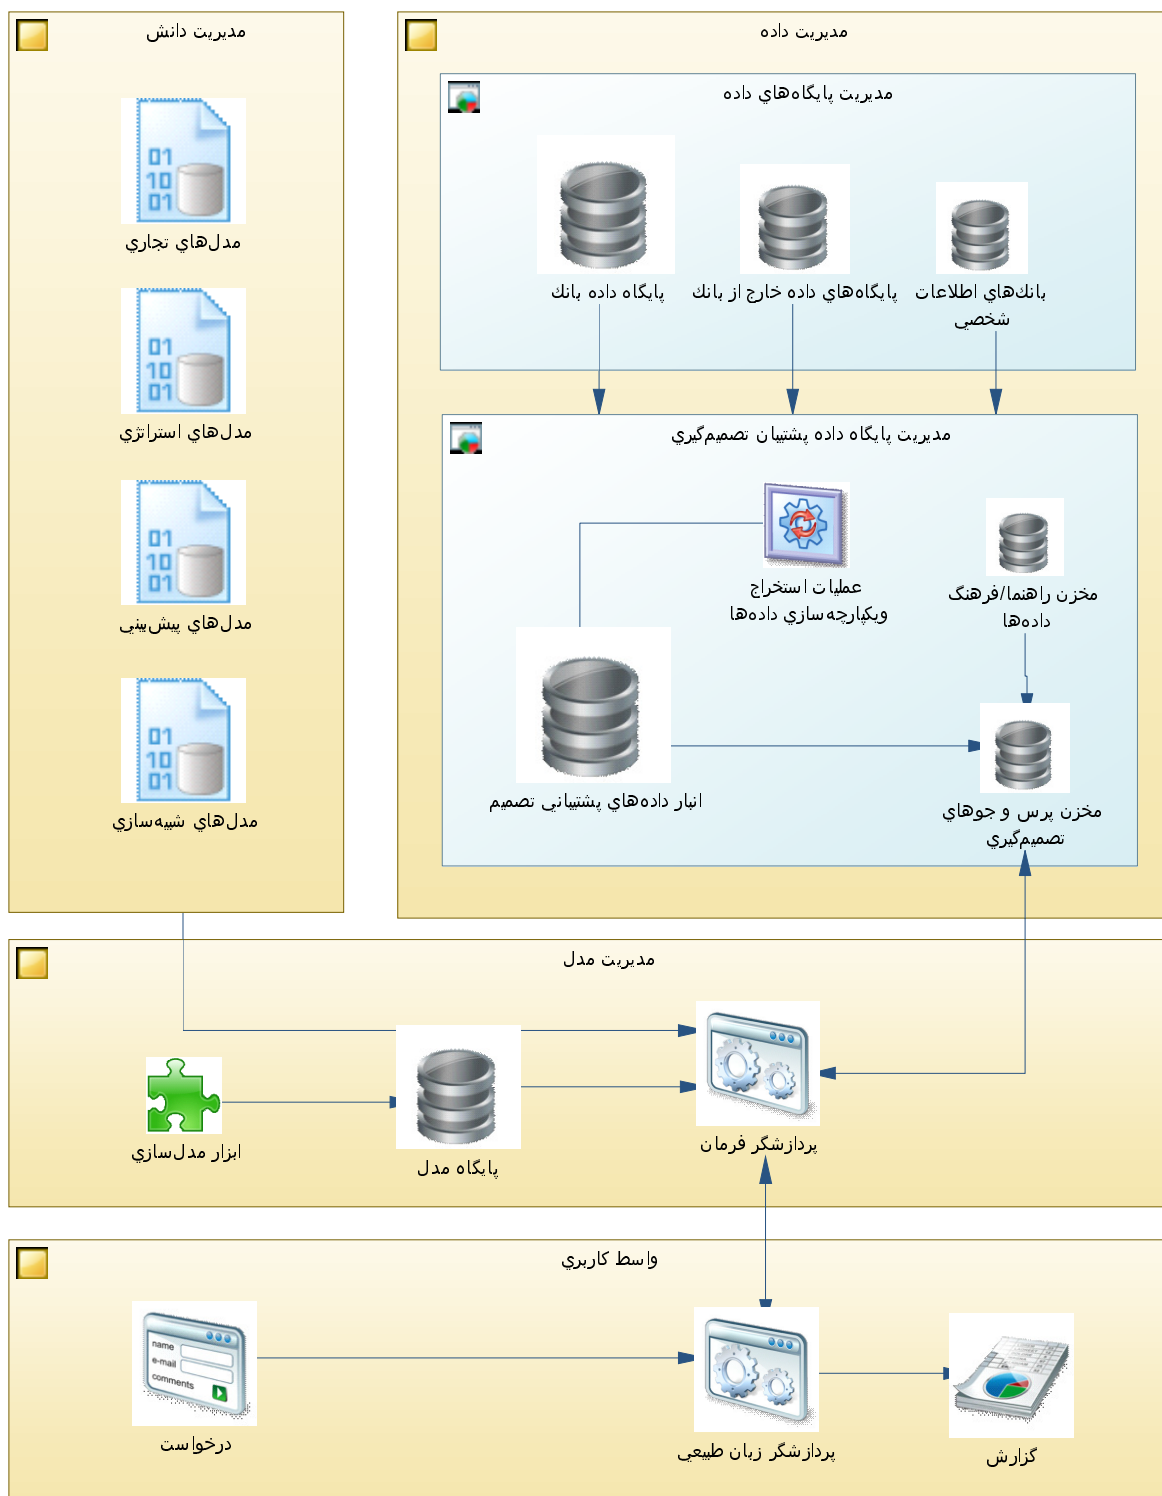 مديريت دانش
مدل‌هاي تجاري
مدل‌هاي استراتژي
مدل‌هاي پيش‌بيني
مدل‌هاي شبيه‌سازي
مديريت داده
مديريت پايگاه‌هاي داده
پايگاه داده بانك
پايگاه‌هاي داده خارج از بانك
بانك‌هاي اطلاعات
شخصي
مديريت پايگاه داده پشتيبان تصميم‌گيري
عمليات استخراج
ويكپارچه‌سازي داده‌ها
مخزن راهنما/فرهنگ
داده‌ها
انبار داده‌هاي پشتيباني تصميم
مخزن پرس و جوهاي
تصميم‌گيري
مديريت مدل
ابزار مدل‌سازي
پايگاه مدل
پردازشگر فرمان
واسط كاربري
name
e-mail
comments
درخواست
پردازشگر زبان طبيعي
گزارش